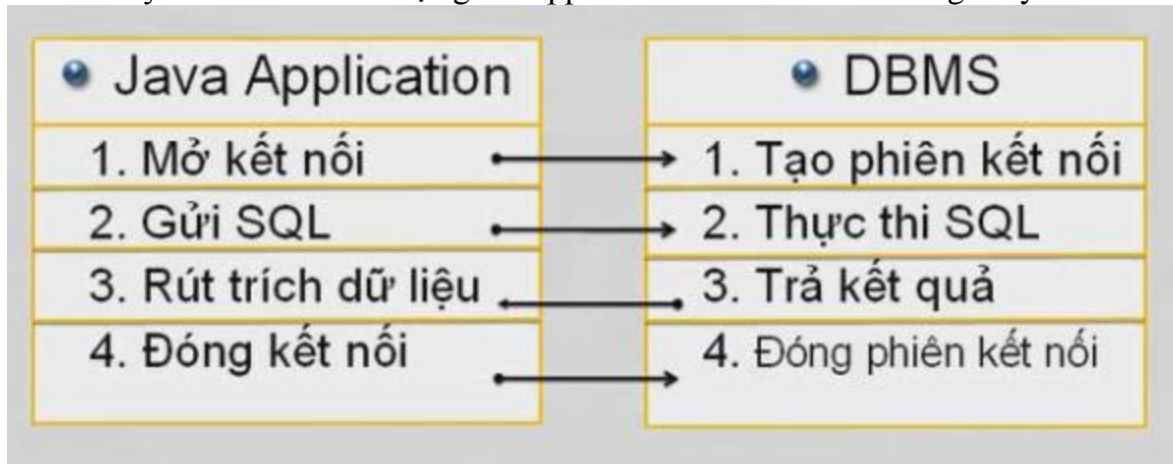 Java Application
1. Mở kết nối
2. Gửi SQL
3. Rút trích dữ liệu
4. Đóng kết nối
DBMS
1. Tạo phiên kết nối
2. Thực thi SQL
3. Trả kết quả
4. Đóng phiên kết nối